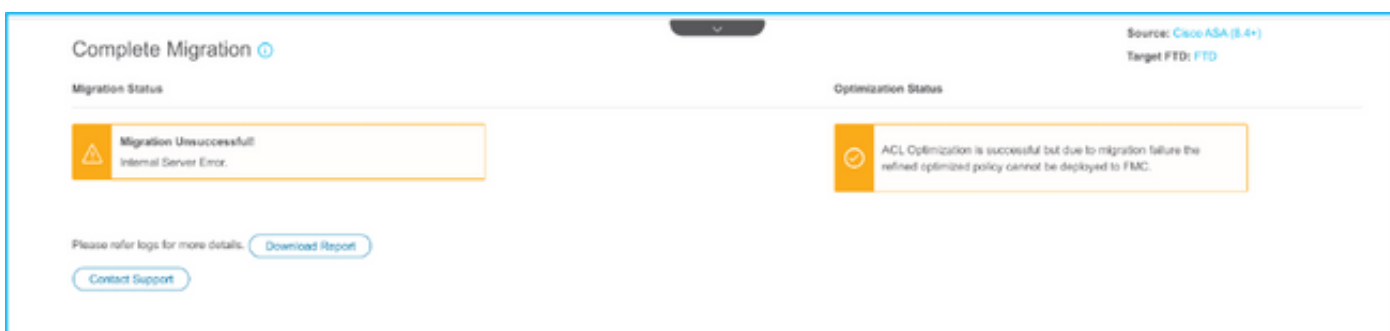 Complete Migration
Source: Cisco ASA (8.4+)
Target FTD: FTD
Migration Status
Optimization Status
Migration Unsuccessful!
Internal Server Error.
ACL Optimization is successful but due to migration failure the
refined optimized policy cannot be deployed to FMC.
Please refer logs for more details. Download Report
Contact Support